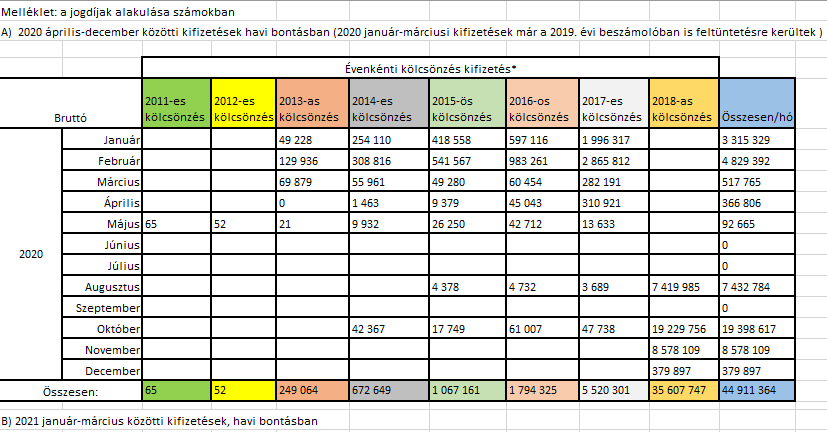 Melléklet: a jogdíjak alakulása számokban
A) 2020 április-december közötti kifizetések havi bontásban (2020 január-márciusi kifizetések már a 2019. évi beszámolóban is feltüntetésre kerültek )
Évenkénti kölcsönzés kifizetés*
Bruttó 2011-es kölcsönzés 2012-es kölcsönzés 2013-as kölcsönzés 2014-es kölcsönzés 2015-ös kölcsönzés 2016-os kölcsönzés 2017-es kölcsönzés 2018-as kölcsönzés Összesen/hó
2020
Január 49 228 254 110 418 558 597 116 1 996 317 3 315 329
Február 129 936 308 816 541 567 983 261 2 865 812 4 829 392
Március 69 879 55 961 49 280 60 454 282 191 517 765
Április 0 1 463 9 379 45 043 310 921 366 806
Május 65 52 21 9 932 26 250 42 712 13 633 92 665
Június 0
Július 0
Augusztus 4 378 4 732 3 689 7 419 985 7 432 784
Szeptember 0
Október 42 367 17 749 61 007 47 738 19 229 756 19 398 617
November 8 578 109 8 578 109
December 379 897 379 897
Összesen: 65 52 249 064 672 649 1 067 161 1 794 325 5 520 301 35 607 747 44 911 364
B) 2021 január-március közötti kifizetések, havi bontásban